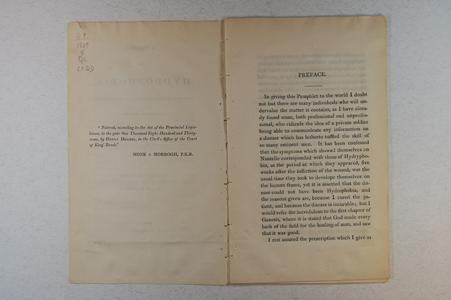 " Entered, according to the Act of the Provincial Legis-
lature, in the year One Thousand Eight Hundred and Thirty-
nine, by in the Clerk's Office of the Court
of King's Bench."
MONK & MORROGH, P.K.B.
PREFACE.
In giving this Pamphlet to the world I doubt
not but there are many individuals who will un-
dervalue the matter it contains, as I have already
found some, both professional and unprofes-
sional, who ridicule the idea of a private soldier
being able to communicate any information on
a disease which has hitherto baffled the skill of
so many eminent men. It has been confessed
that the symptoms which shewed themselves on
Nantelle corresponded with those of Hydropho-
bia, at the period at which they appeared, five
weeks after the infliction of the wound, was the
usual time they took to develope themselves on
the human frame, yet it is asserted that the dis-
ease could not have been Hydrophobia, and
the reasons given are, because I cured the pa-
tient, and because the disease is incurable; but I
would refer the incredulous to the first chapter of
Genesis, where it is stated that God made every
herb of the field for the healing of man, and saw
that it was good.
I rest assured the prescription which I give as